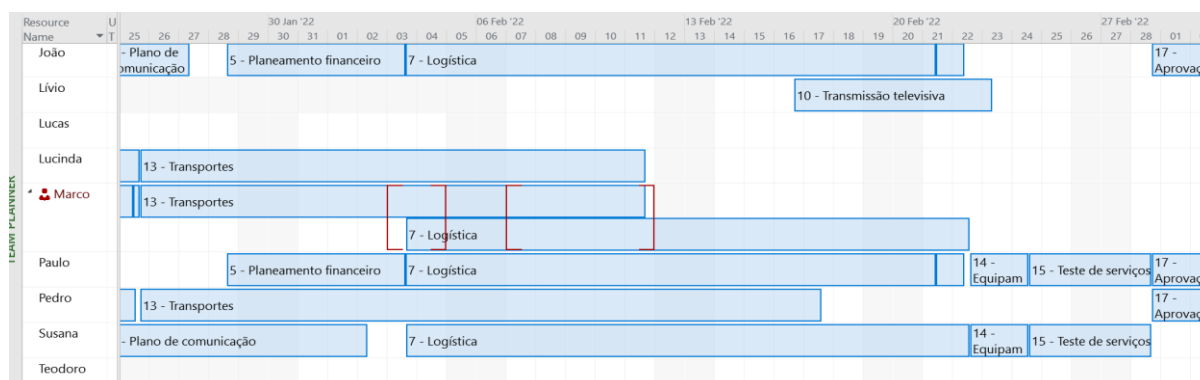 Resource
U
30 Jan '22
06 Feb '22
13 Feb '22
20 Feb '22
27 Feb '22
Name
T
25 26 27 28 29 30 31 01 02 03 04 05 06 07 08 09 10 11 12 13 14 15 16 17 18 19 20 21 22 23 24 25 26 27 28 01
João
- Plano de
omunicação
5 - Planeamento financeiro
7 - Logística
17 -
Aprovaç
Lívio
10 - Transmissão televisiva
Lucas
Lucinda
13 - Transportes
TEAM PLANNER
Marco
13 - Transportes
7 - Logística
Paulo
5 - Planeamento financeiro
7 - Logística
14 -
Equipam
15 - Teste de serviços
17 -
Aprovaç
Pedro
13 - Transportes
17 -
Aprovaç
Susana
- Plano de comunicação
7 - Logística
14 -
Equipam
15 - Teste de serviços
Teodoro